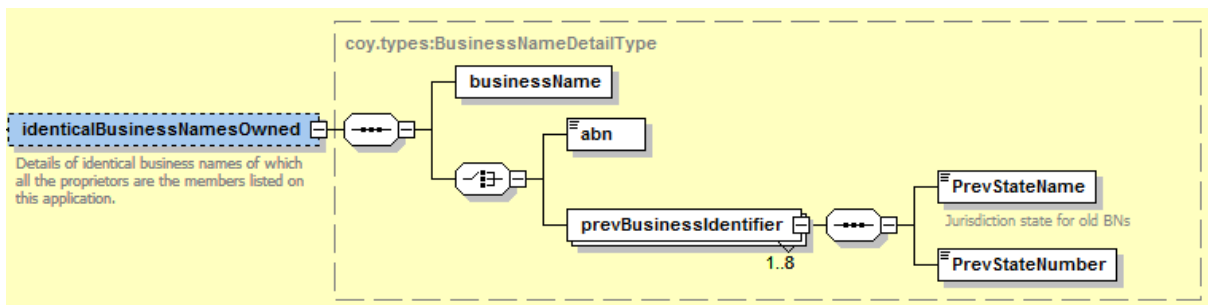 coy.types:BusinessNameDetailType
businessName
identicalBusinessNamesOwned
Details of identical business names of which
all the proprietors are the members listed on
this application.
abn
prevBusinessIdentifier
1..8
PrevStateName
Jurisdiction state for old BNs
PrevStateNumber